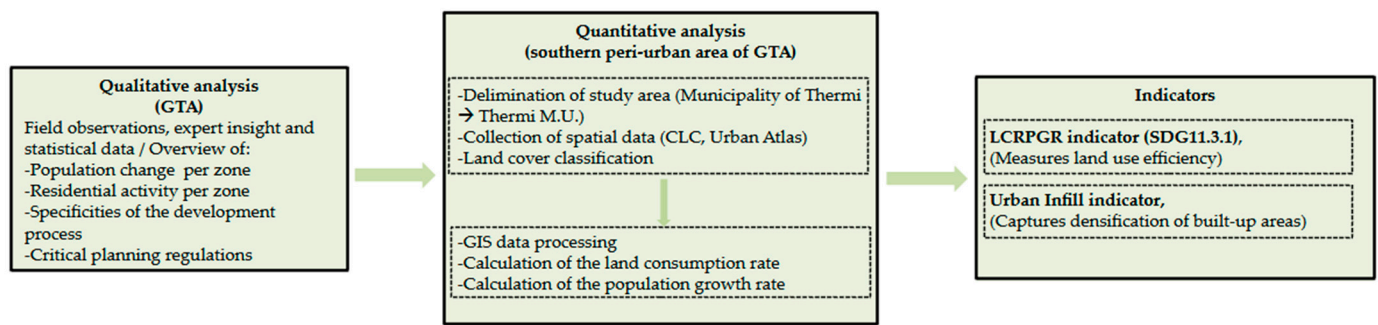 Qualitative analysis
(GTA)
Field observations, expert insight and
statistical data / Overview of:
-Population change per zone
-Residential activity per zone
-Specificities of the development
process
-Critical planning regulations
Quantitative analysis
(southern peri-urban area of GTA)
-Delimination of study area (Municipality of Thermi
→ Thermi M.U.)
-Collection of spatial data (CLC, Urban Atlas)
-Land cover classification
-GIS data processing
-Calculation of the land consumption rate
-Calculation of the population growth rate
Indicators
LCRPGR indicator (SDG11.3.1),
(Measures land use efficiency)
Urban Infill indicator,
(Captures densification of built-up areas)